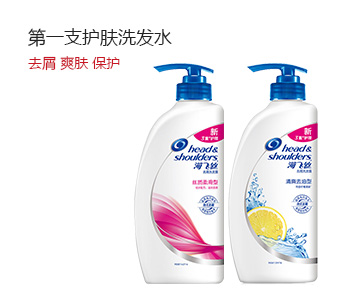 第一支护肤洗发水
去屑 爽肤 保护
新
head&
shoulders
海飞丝
丝质柔滑型
新
head&
shoulders
海飞丝
清爽去油型